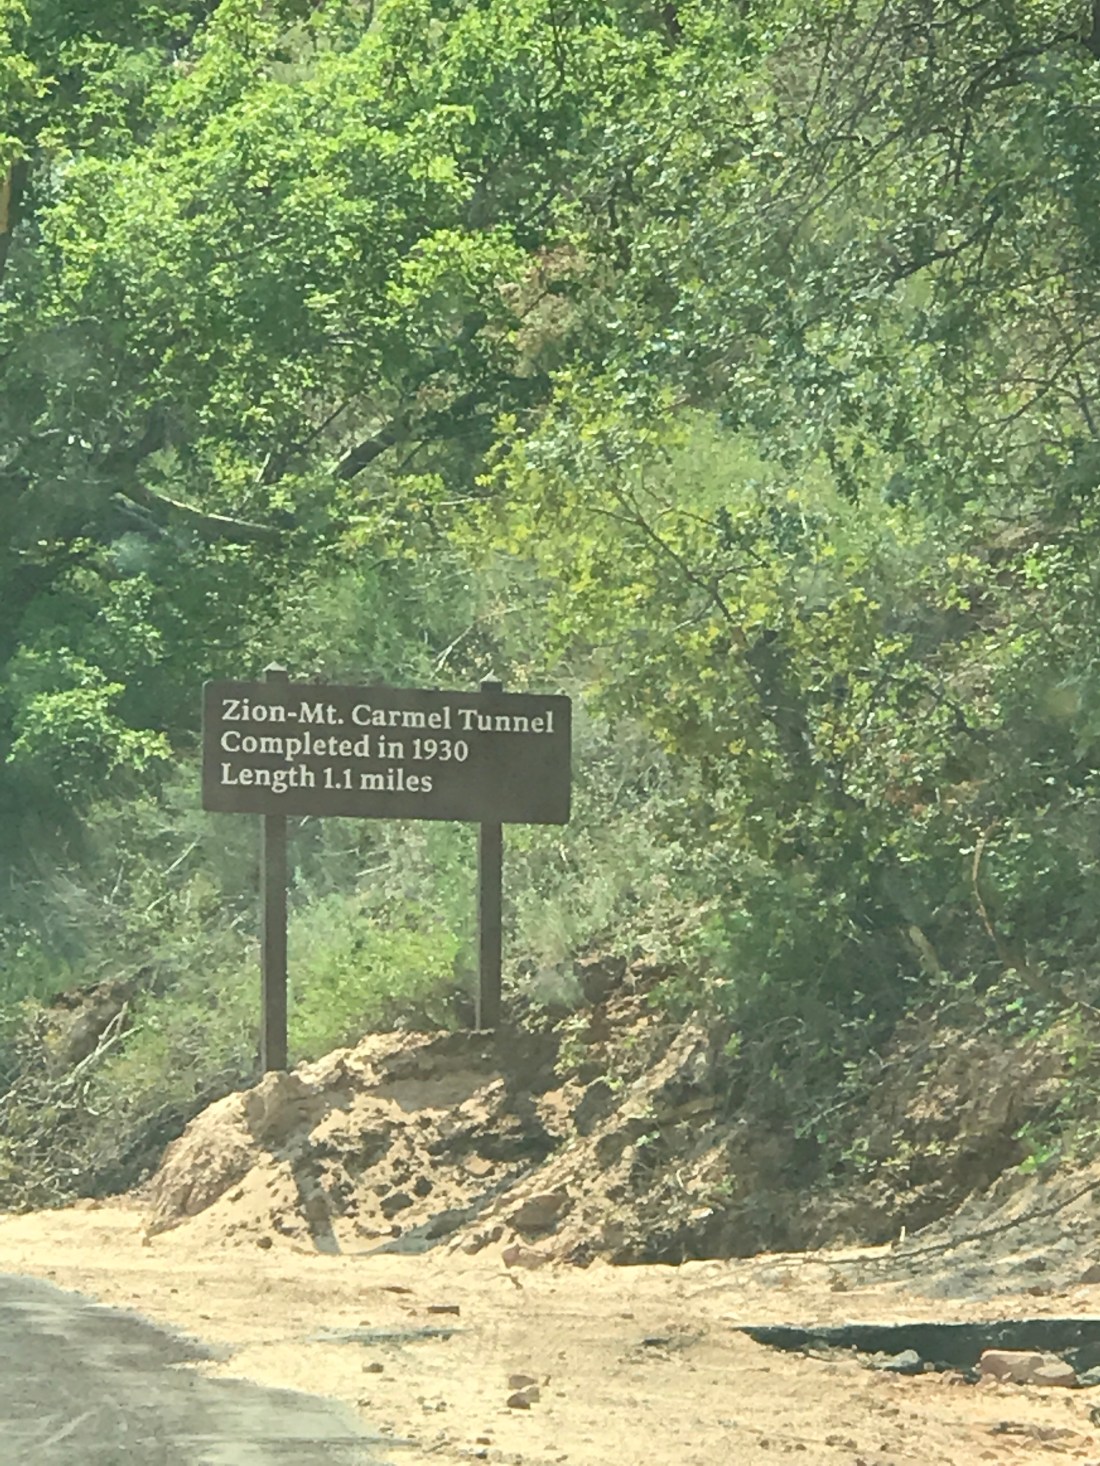 Zion-Mt. Carmel Tunnel
Completed in 1930
Length 1.1 miles